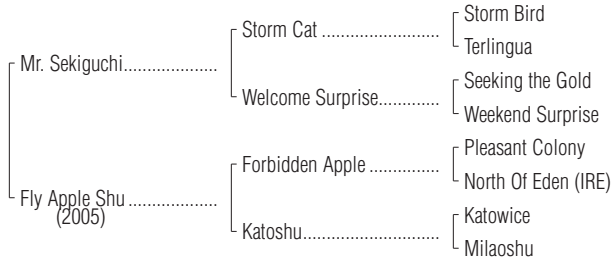 Storm Bird
Storm Cat ........................
Terlingua
Mr. Sekiguchi...................
Seeking the Gold
Welcome Surprise.............
Weekend Surprise
Pleasant Colony
Forbidden Apple ..............
North Of Eden (IRE)
Fly Apple Shu ..................
(2005)
Katowice
Katoshu............................
Milaoshu